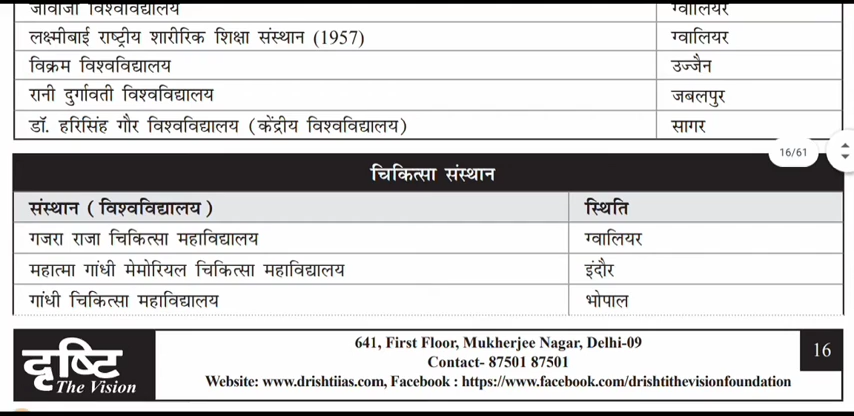 जीवाजी विश्वविद्यालय ग्वालियर
लक्ष्मीबाई राष्ट्रीय शारीरिक शिक्षा संस्थान (1957) ग्वालियर
विक्रम विश्वविद्यालय उज्जैन
रानी दुर्गावती विश्वविद्यालय जबलपुर
डॉ. हरिसिंह गौर विश्वविद्यालय (केंद्रीय विश्वविद्यालय) सागर
16/61
चिकित्सा संस्थान
संस्थान (विश्वविद्यालय) स्थिति
गजरा राजा चिकित्सा महाविद्यालय ग्वालियर
महात्मा गांधी मेमोरियल चिकित्सा महाविद्यालय इंदौर
गांधी चिकित्सा महाविद्यालय भोपाल
दृष्टि
The Vision
641, First Floor, Mukherjee Nagar, Delhi-09
Contact- 87501 87501
Website: www.drishtiias.com, Facebook : https://www.facebook.com/drishtithevisionfoundation
16